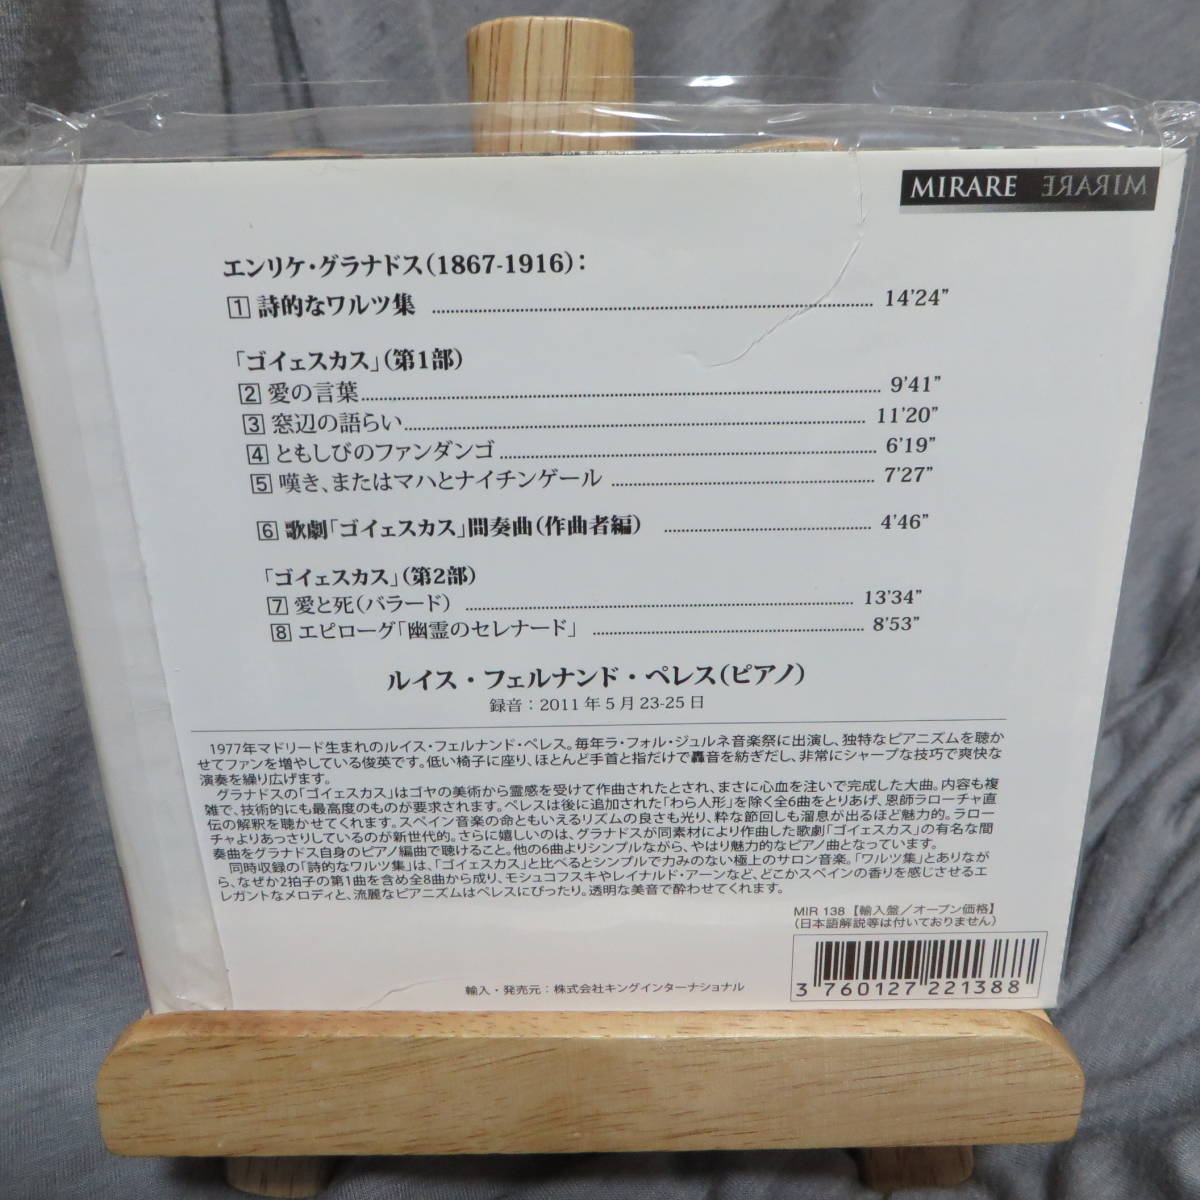 MIRARE MIRARE
エンリケ・グラナドス(1867-1916):
1 詩的なワルツ集 14'24"
「ゴイェスカス」(第1部)
2 愛の言葉 9'41"
3 窓辺の語らい 11'20"
4 ともしびのファンダンゴ 6'19"
5 嘆き、またはマハとナイチンゲール 7'27"
6 歌劇「ゴイェスカス」間奏曲(作曲者編) 4'46"
「ゴイェスカス」(第2部)
7 愛と死(バラード) 13'34"
8 エピローグ「幽霊のセレナード」 8'53"
ルイス・フェルナンド・ペレス(ピアノ)
録音:2011年5月23-25日
1977年マドリード生まれのルイス・フェルナンド・ペレス。毎年ラ・フォル・ジュルネ音楽祭に出演し、独特なピアニズムを聴か
せてファンを増やしている俊英です。低い椅子に座り、ほとんど手首と指だけで轟音を紡ぎだし、非常にシャープな技巧で爽快な
演奏を繰り広げます。
グラナドスの「ゴイェスカス」はゴヤの美術から霊感を受けて作曲されたとされ、まさに心血を注いで完成した大曲。内容も複
雑で、技術的にも最高度のものが要求されます。ペレスは後に追加された「わら人形」を除く全6曲をとりあげ、恩師ラローチャ直
伝の解釈を聴かせてくれます。スペイン音楽の命ともいえるリズムの良さも光り、粋な節回しも溜息が出るほど魅力的。ラロー
チャよりあっさりしているのが新世代的。さらに嬉しいのは、グラナドスが同素材により作曲した歌劇「ゴイェスカス」の有名な間
奏曲をグラナドス自身のピアノ編曲で聴けること。他の6曲よりシンプルながら、やはり魅力的なピアノ曲となっています。
同時収録の「詩的なワルツ集」は、「ゴイェスカス」と比べるとシンプルで力みのない極上のサロン音楽。「ワルツ集」とありなが
ら、なぜか2拍子の第1曲を含め全8曲から成り、モシュコフスキやレイナルド・アーンなど、どこかスペインの香りを感じさせるエ
レガントなメロディと、流麗なピアニズムはペレスにぴったり。透明な美音で酔わせてくれます。
MIR 138【輸入盤/オープン価格】
(日本語解説等は付いておりません)
輸入・発売元:株式会社キングインターナショナル
3 760127 221388